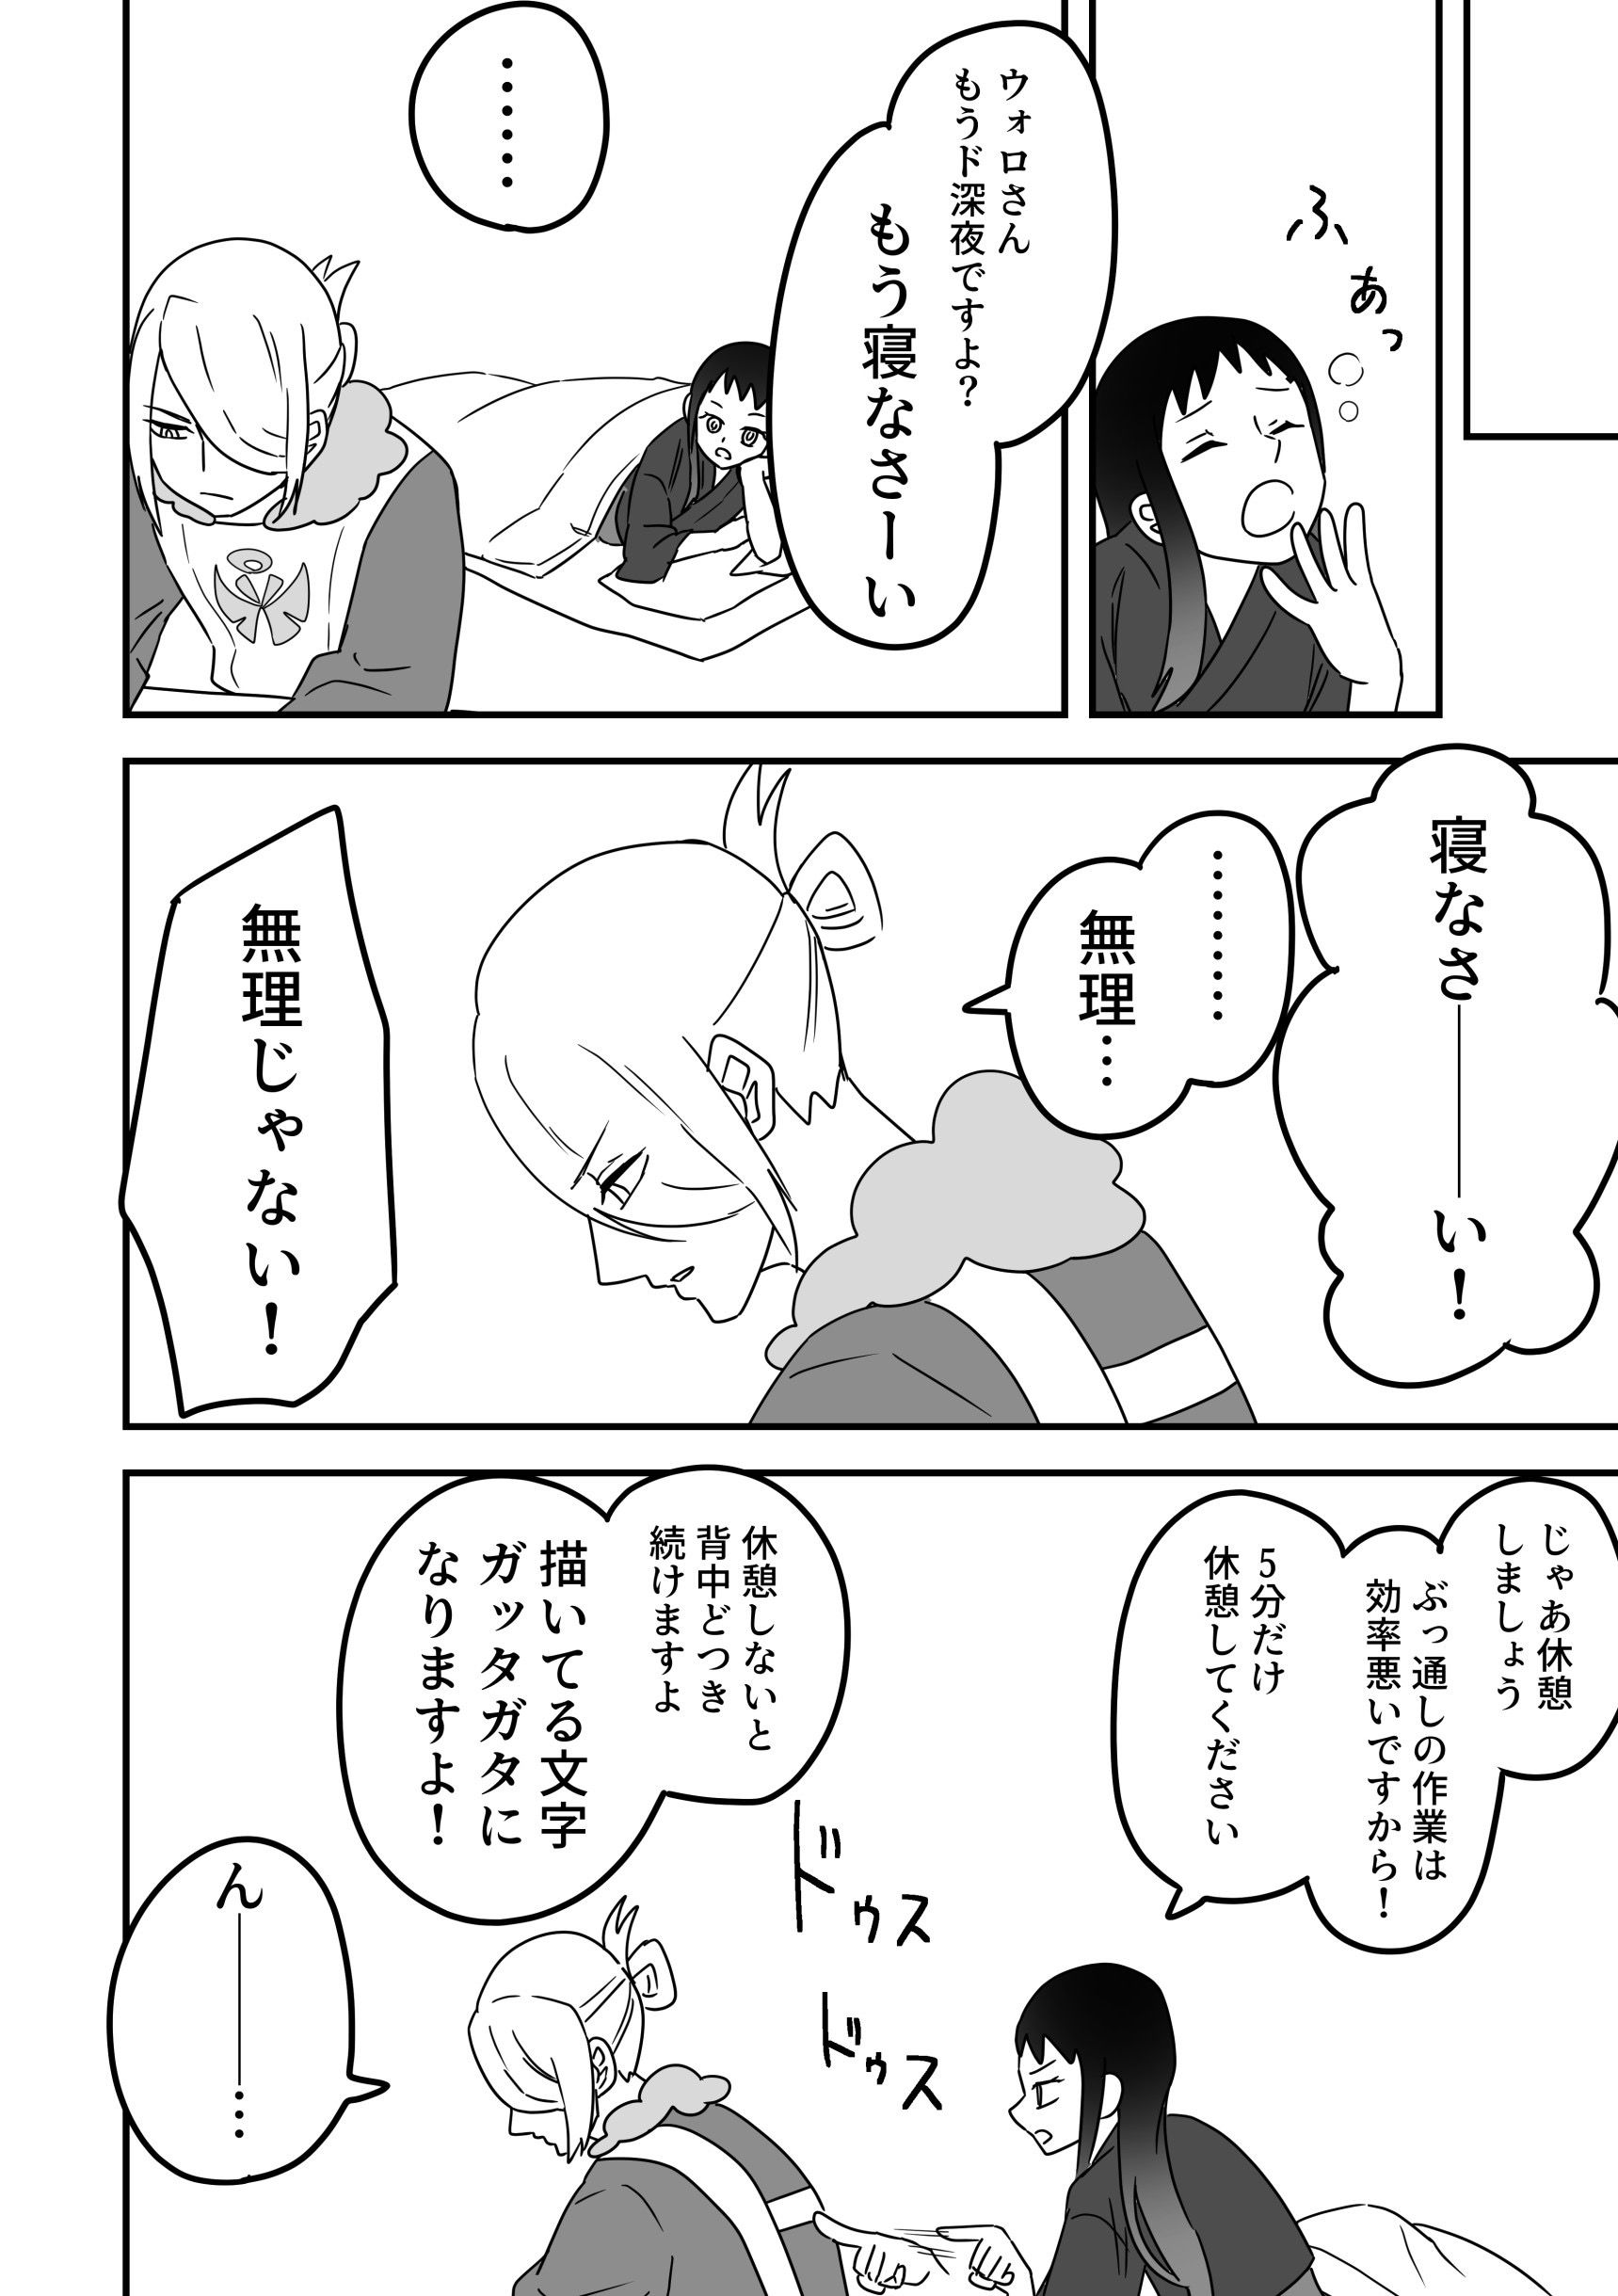 ふ、あっ
ウォロさん
もうド深夜ですよ?
もう寝なさーい
……
寝なさ──い!
………
無理…
無理じゃない!
じゃあ休憩
しましょう
ぶっ通しの作業は
効率悪いですから!
5分だけ
休憩してください
休憩しないと
背中どつき
続けますよ
描いてる文字
ガッタガタに
なりますよ!
ドゥス
ドゥス
ん──…